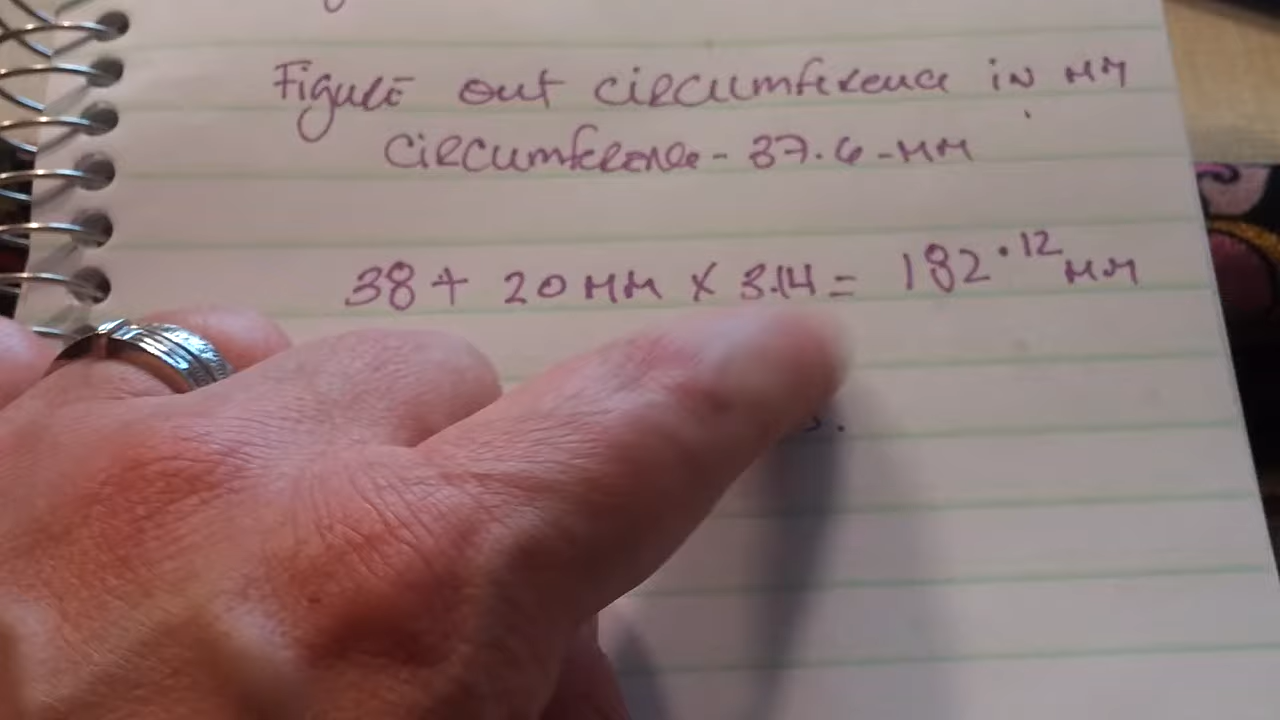 Figure out circumference in MM
Circumference - 37.6 - MM
38 + 20 MM x 3.14 = 182.12 MM